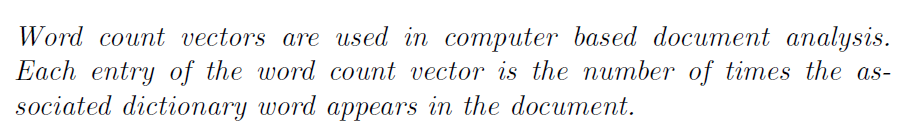 Word count vectors are used in computer based document analysis.
Each entry of the word count vector is the number of times the as-
sociated dictionary word appears in the document.